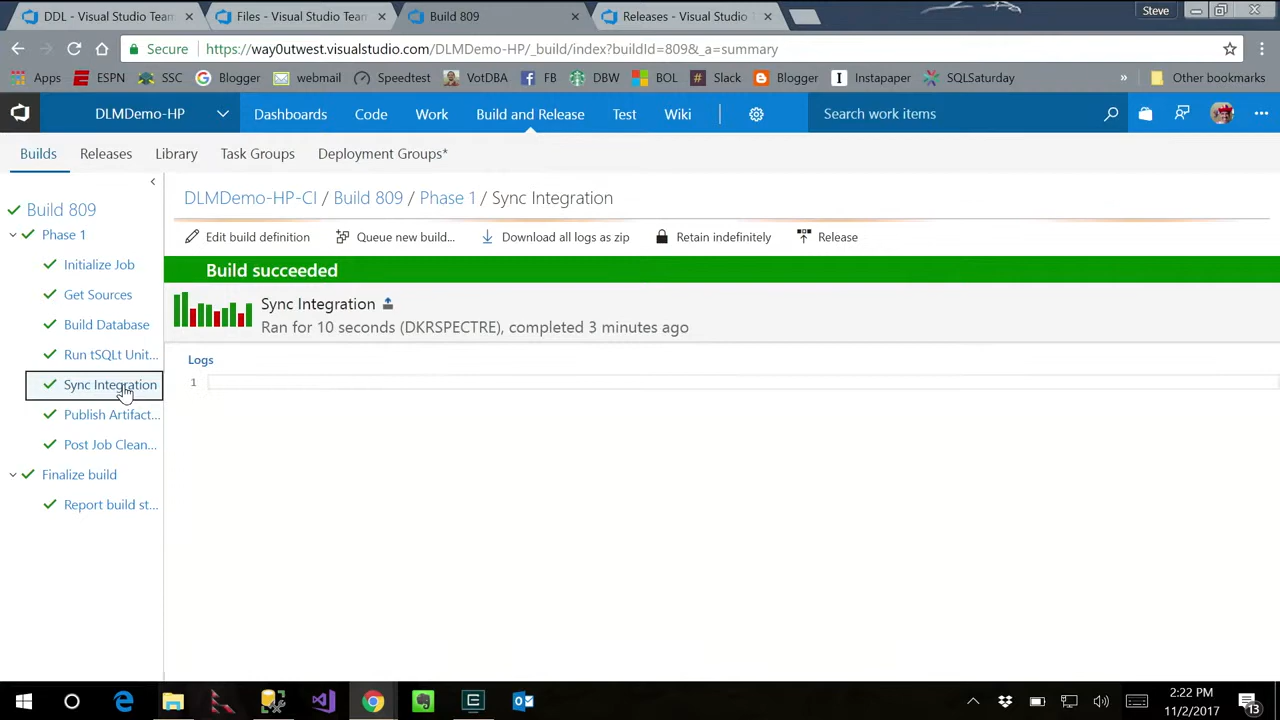 DDL - Visual Studio Team
Files - Visual Studio Team
Build 809
Releases - Visual Studio
Steve
Secure
https://way0utwest.visualstudio.com/DLMDemo-HP/_build/index?buildId=809&_a=summary
Apps
ESPN
SSC
Blogger
webmail
Speedtest
VotDBA
FB
DBW
BOL
Slack
Blogger
Instapaper
SQLSaturday
»
Other bookmarks
DLMDemo-HP
Dashboards
Code
Work
Build and Release
Test
Wiki
Search work items
Builds
Releases
Library
Task Groups
Deployment Groups*
Build 809
Phase 1
Initialize Job
Get Sources
Build Database
Run tSQLt Unit...
Sync Integration
Publish Artifact...
Post Job Clean...
Finalize build
Report build st...
DLMDemo-HP-CI / Build 809 / Phase 1 / Sync Integration
Edit build definition
Queue new build...
Download all logs as zip
Retain indefinitely
Release
Build succeeded
Sync Integration
Ran for 10 seconds (DKRSPECTRE), completed 3 minutes ago
Logs
1
2:22 PM
11/2/2017
13